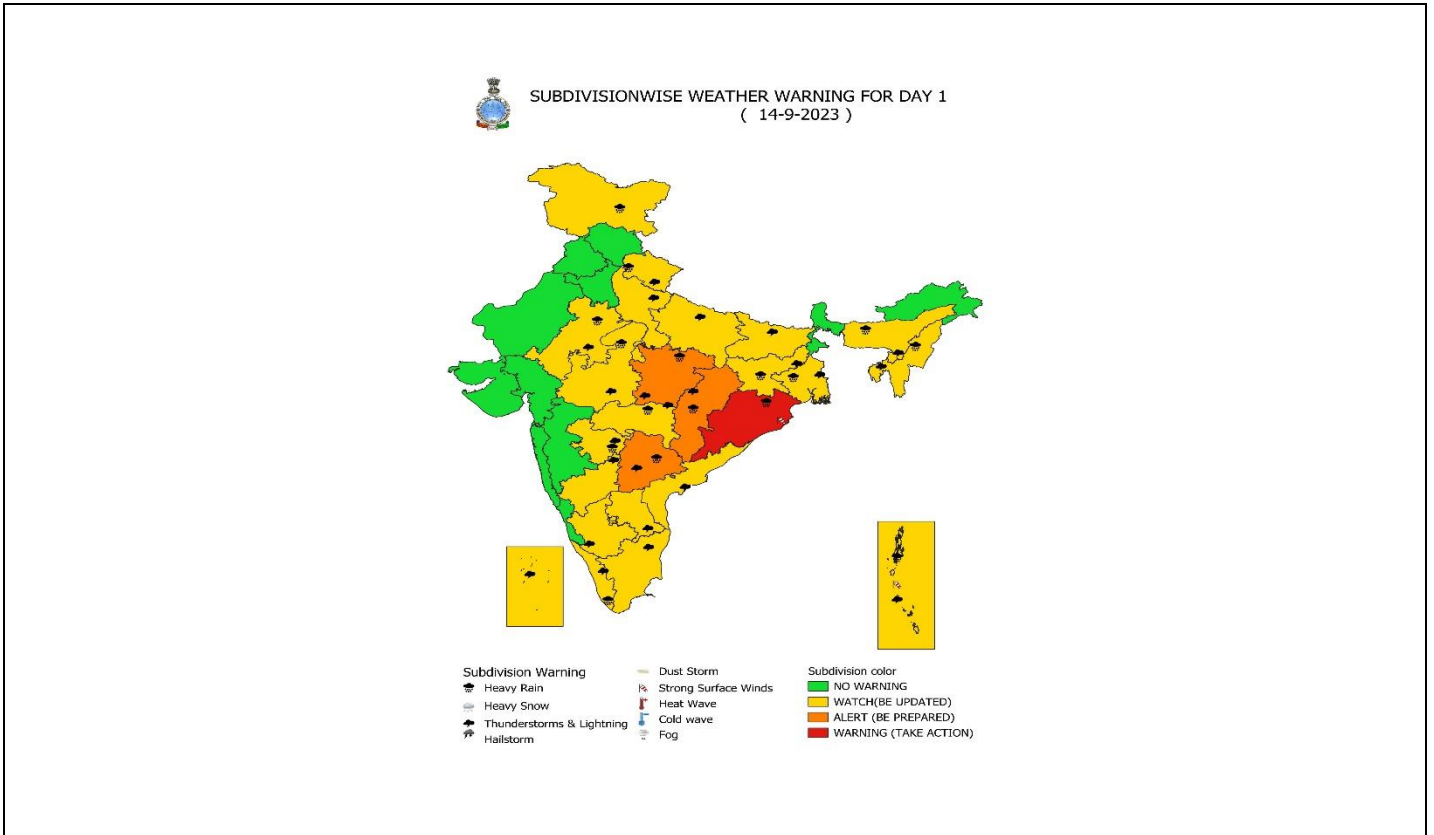 SUBDIVISIONWISE WEATHER WARNING FOR DAY 1
( 14-9-2023 )
Subdivision Warning
Heavy Rain
Heavy Snow
Thunderstorms & Lightning
Hailstorm
Dust Storm
Strong Surface Winds
Heat Wave
Cold wave
Fog
Subdivision color
NO WARNING
WATCH(BE UPDATED)
ALERT (BE PREPARED)
WARNING (TAKE ACTION)